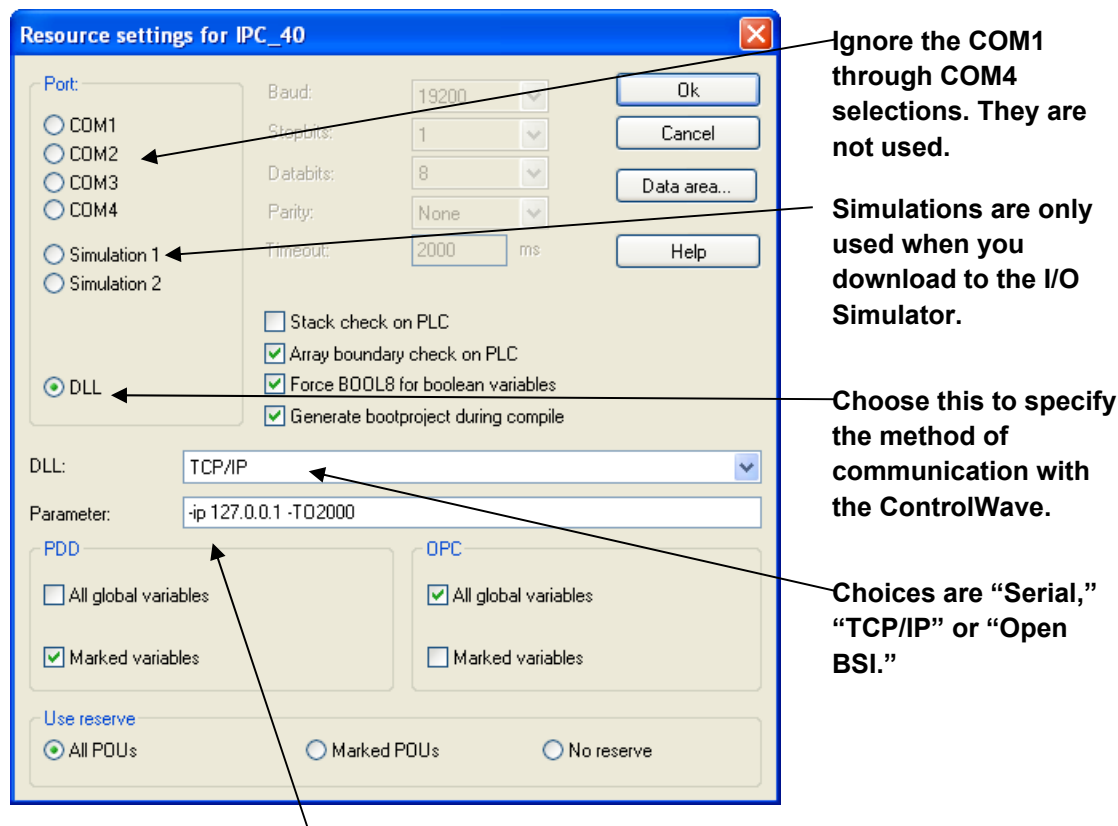 Resource settings for IPC_40
Port:
COM1
COM2
COM3
COM4
Simulation 1
Simulation 2
DLL
Baud: 19200
Stopbits: 1
Databits: 8
Parity: None
Timeout: 2000 ms
Ok
Cancel
Data area...
Help
Stack check on PLC
Array boundary check on PLC
Force BOOL8 for boolean variables
Generate bootproject during compile
DLL: TCP/IP
Parameter: -ip 127.0.0.1 -TO2000
PDD
All global variables
Marked variables
OPC
All global variables
Marked variables
Use reserve
All POUs Marked POUs No reserve
Ignore the COM1
through COM4
selections. They are
not used.
Simulations are only
used when you
download to the I/O
Simulator.
Choose this to specify
the method of
communication with
the ControlWave.
Choices are “Serial,”
“TCP/IP” or “Open
BSI.”